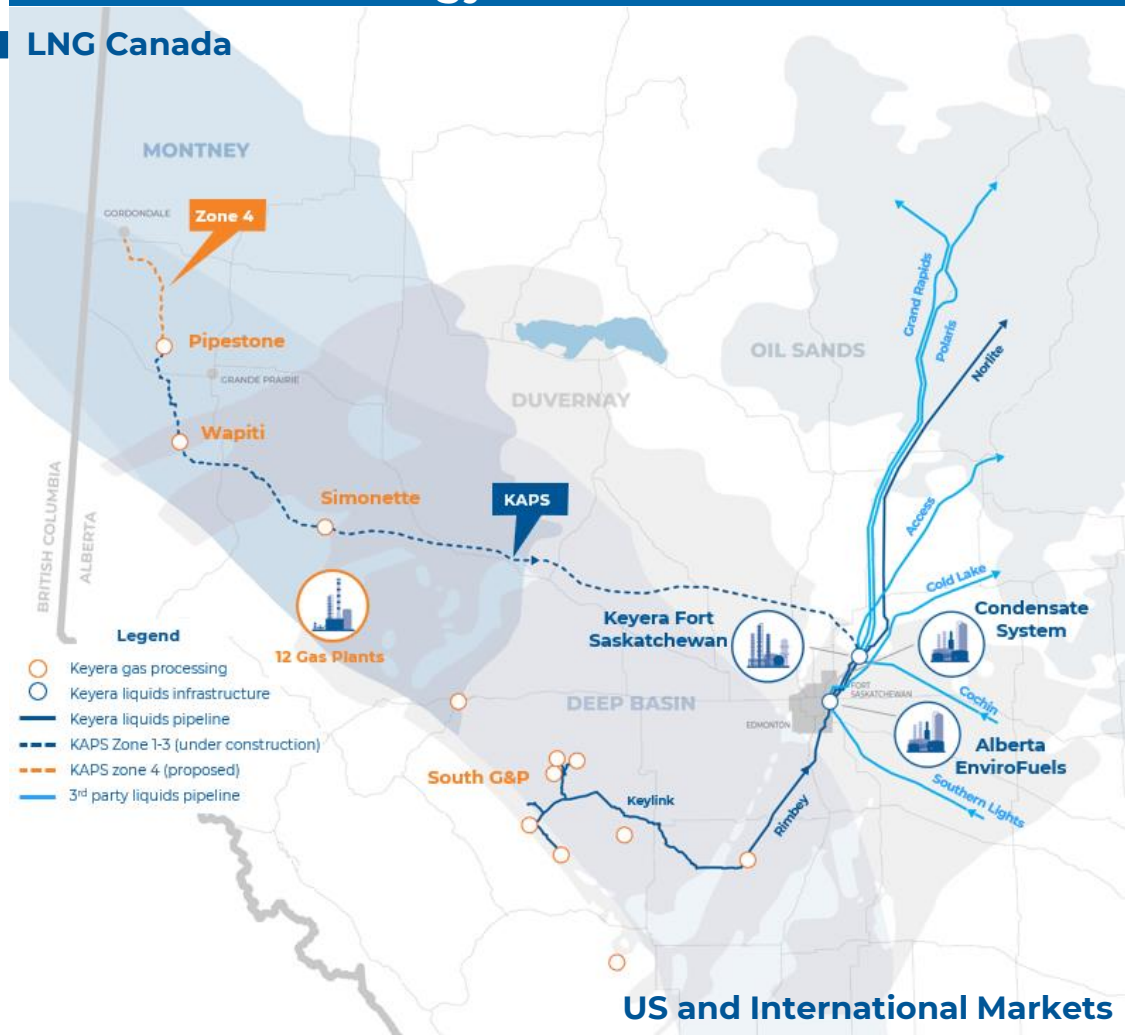 LNG Canada
MONTNEY
GORDONDALE
Zone 4
Pipestone
GRANDE PRAIRIE
Wapiti
Simonette
KAPS
DUVERNAY
OIL SANDS
Grand Rapids
Polaris
Norlite
Access
Cold Lake
BRITISH COLUMBIA
ALBERTA
Keyera Fort
Saskatchewan
Condensate
System
FORT
SASKATCHEWAN
EDMONTON
Cochin
Alberta
EnviroFuels
Southern Lights
12 Gas Plants
DEEP BASIN
South G&P
Keylink
Rimbey
Legend
Keyera gas processing
Keyera liquids infrastructure
Keyera liquids pipeline
KAPS Zone 1-3 (under construction)
KAPS zone 4 (proposed)
3rd party liquids pipeline
US and International Markets